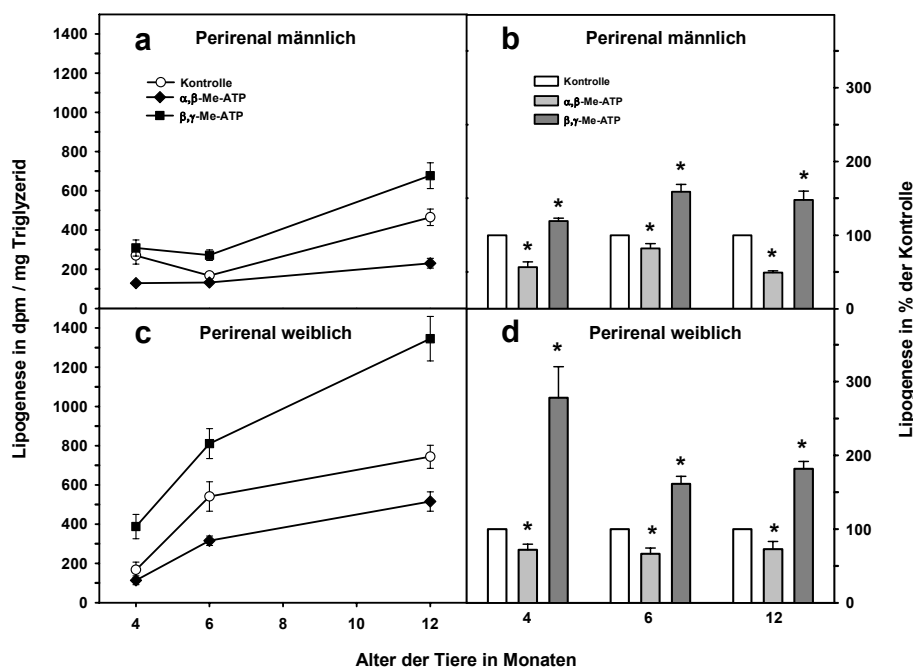 a
Perirenal männlich
Kontrolle
α,β-Me-ATP
β,γ-Me-ATP
1400
1200
1000
800
600
400
200
0
b
Perirenal männlich
Kontrolle
α,β-Me-ATP
β,γ-Me-ATP
* * * * * *
300
200
100
0
c
Perirenal weiblich
1400
1200
1000
800
600
400
200
0
4 6 8 10 12
d
Perirenal weiblich
* * * * * *
300
200
100
0
4 6 12
Lipogenese in dpm / mg Triglyzerid
Lipogenese in % der Kontrolle
Alter der Tiere in Monaten